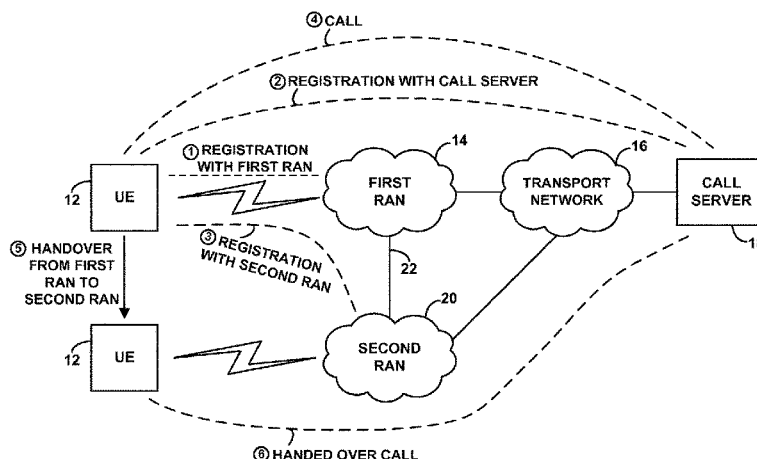 ④ CALL
② REGISTRATION WITH CALL SERVER
① REGISTRATION
WITH FIRST RAN
14
16
12
UE
FIRST
RAN
TRANSPORT
NETWORK
CALL
SERVER
⑤ HANDOVER
FROM FIRST
RAN TO
SECOND RAN
③ REGISTRATION
WITH SECOND RAN
22
20
12
UE
SECOND
RAN
⑥ HANDED OVER CALL